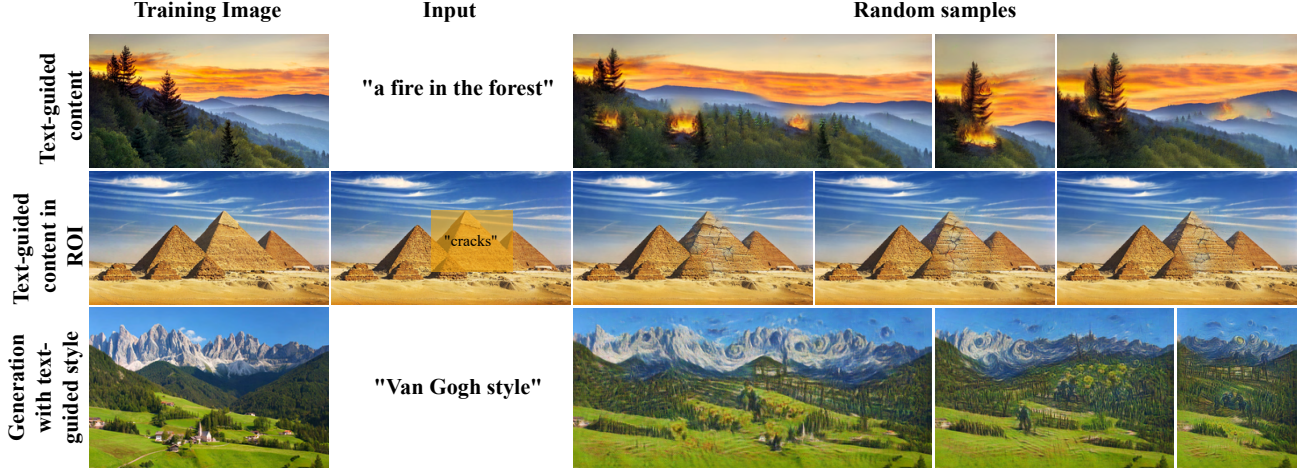 Training Image
Input
Random samples
Text-guided
content
"a fire in the forest"
Text-guided
content in
ROI
"cracks"
Generation
with text-
guided style
"Van Gogh style"